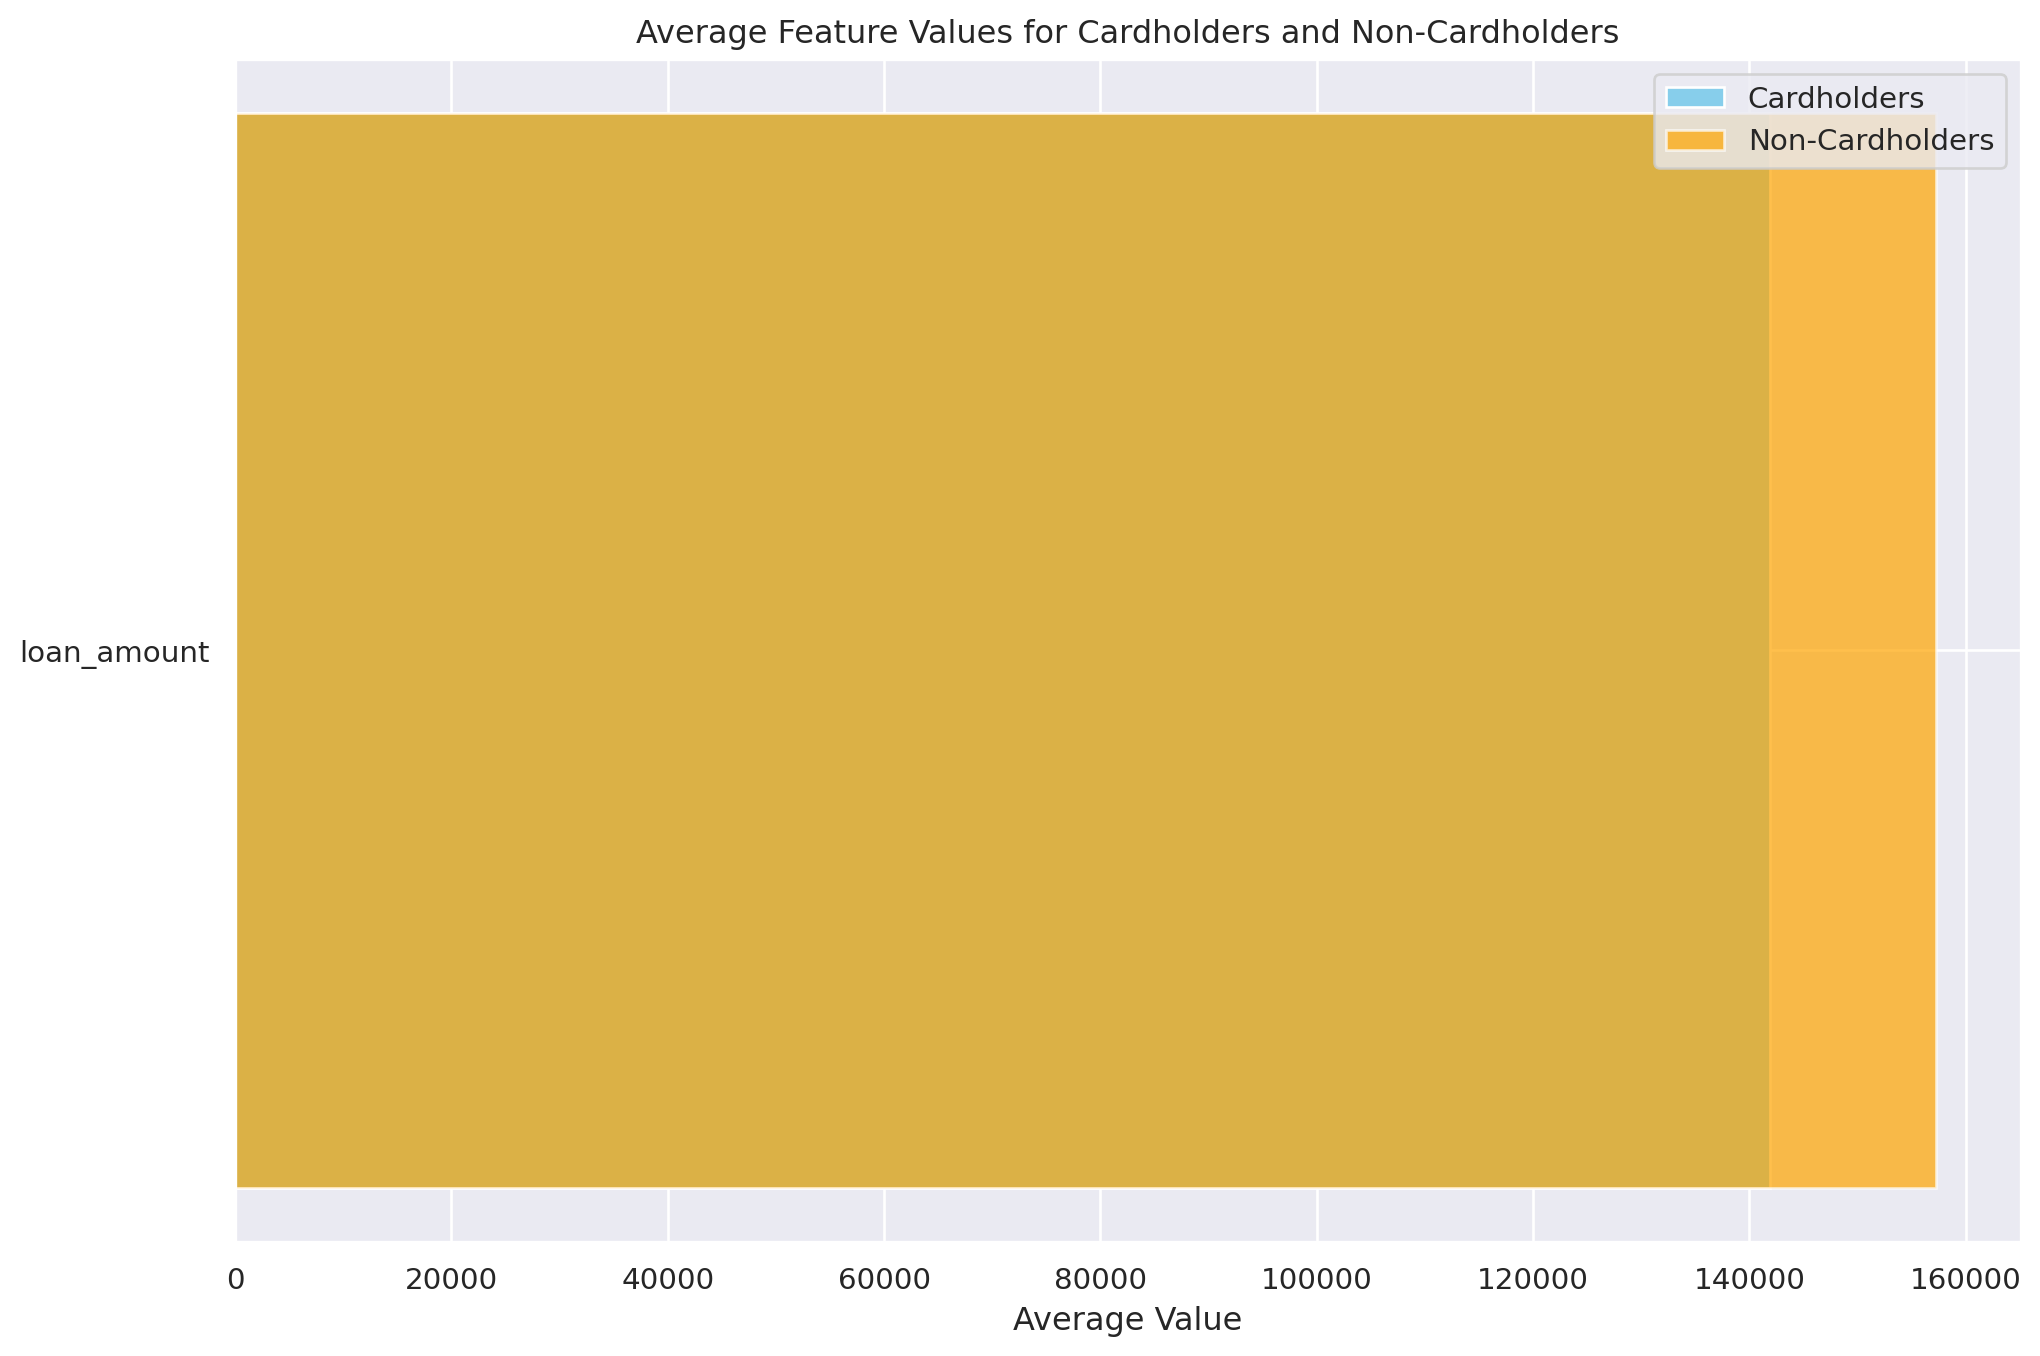 Average Feature Values for Cardholders and Non-Cardholders
Cardholders
Non-Cardholders
loan_amount
0 20000 40000 60000 80000 100000 120000 140000 160000
Average Value